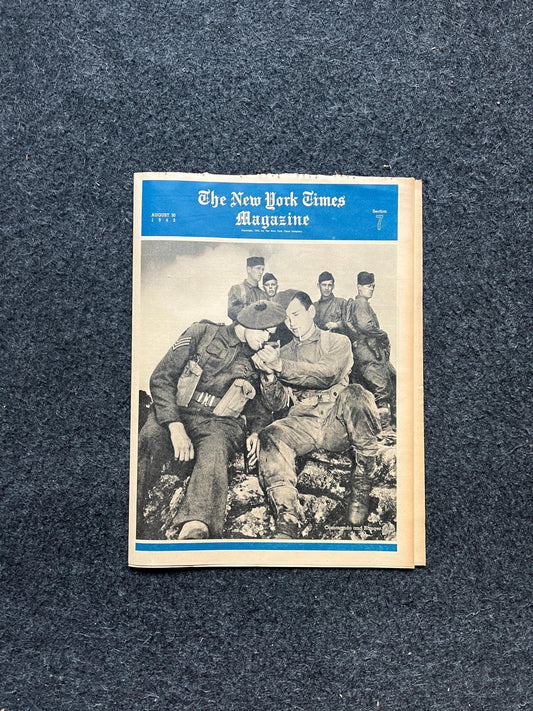 The New York Times
Magazine
AUGUST 30
1942
Section
7
Commando and Ranger